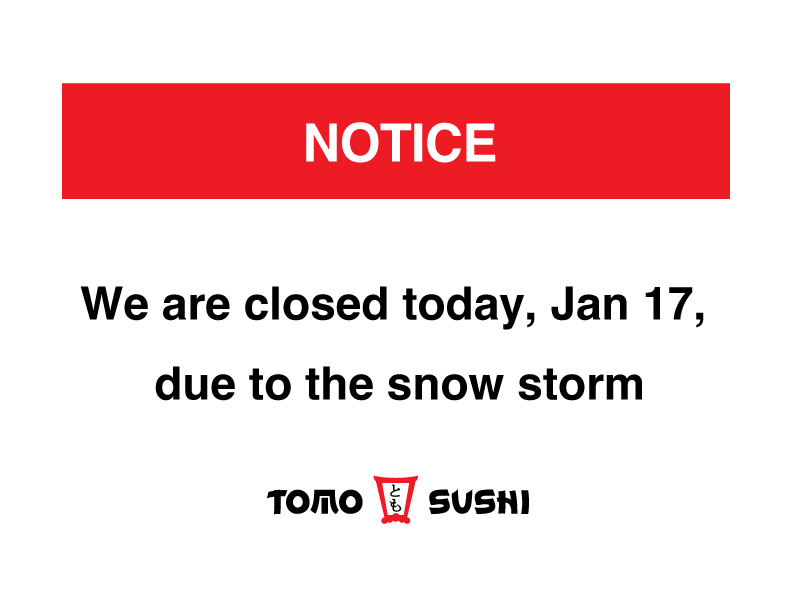 NOTICE
We are closed today, Jan 17,
due to the snow storm
TOMO とも SUSHI